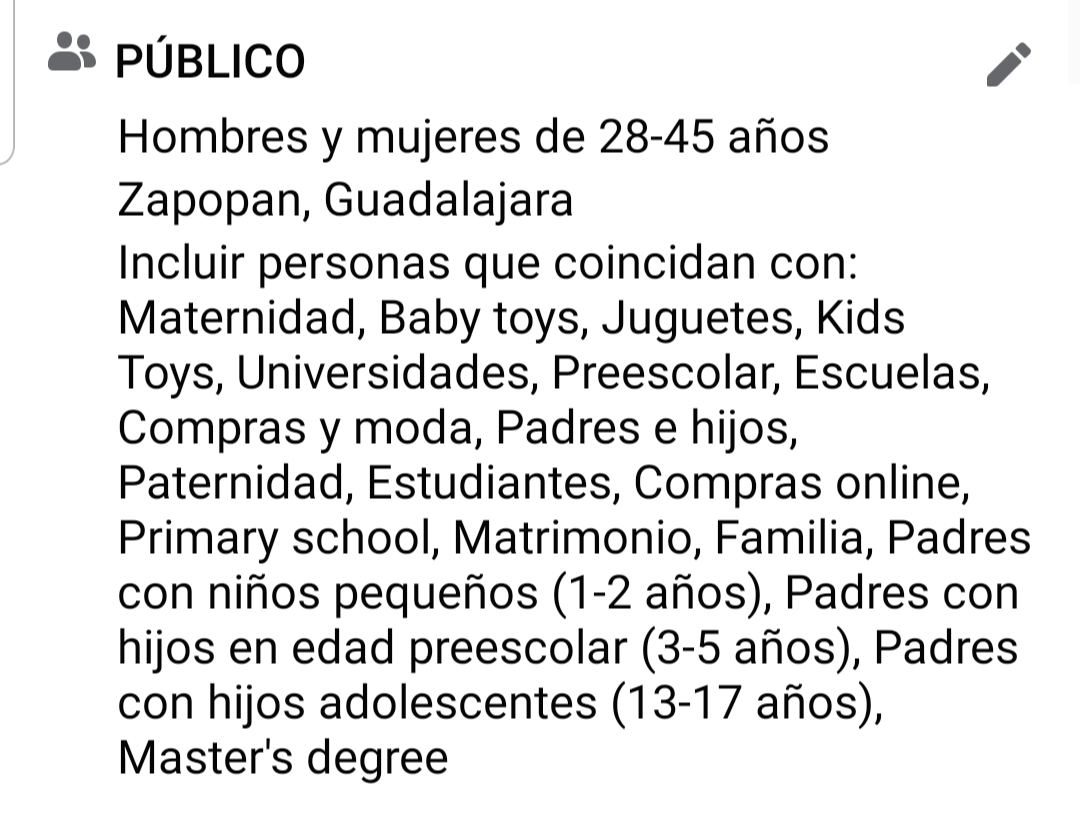 PÚBLICO
Hombres y mujeres de 28-45 años
Zapopan, Guadalajara
Incluir personas que coincidan con:
Maternidad, Baby toys, Juguetes, Kids
Toys, Universidades, Preescolar, Escuelas,
Compras y moda, Padres e hijos,
Paternidad, Estudiantes, Compras online,
Primary school, Matrimonio, Familia, Padres
con niños pequeños (1-2 años), Padres con
hijos en edad preescolar (3-5 años), Padres
con hijos adolescentes (13-17 años),
Master's degree